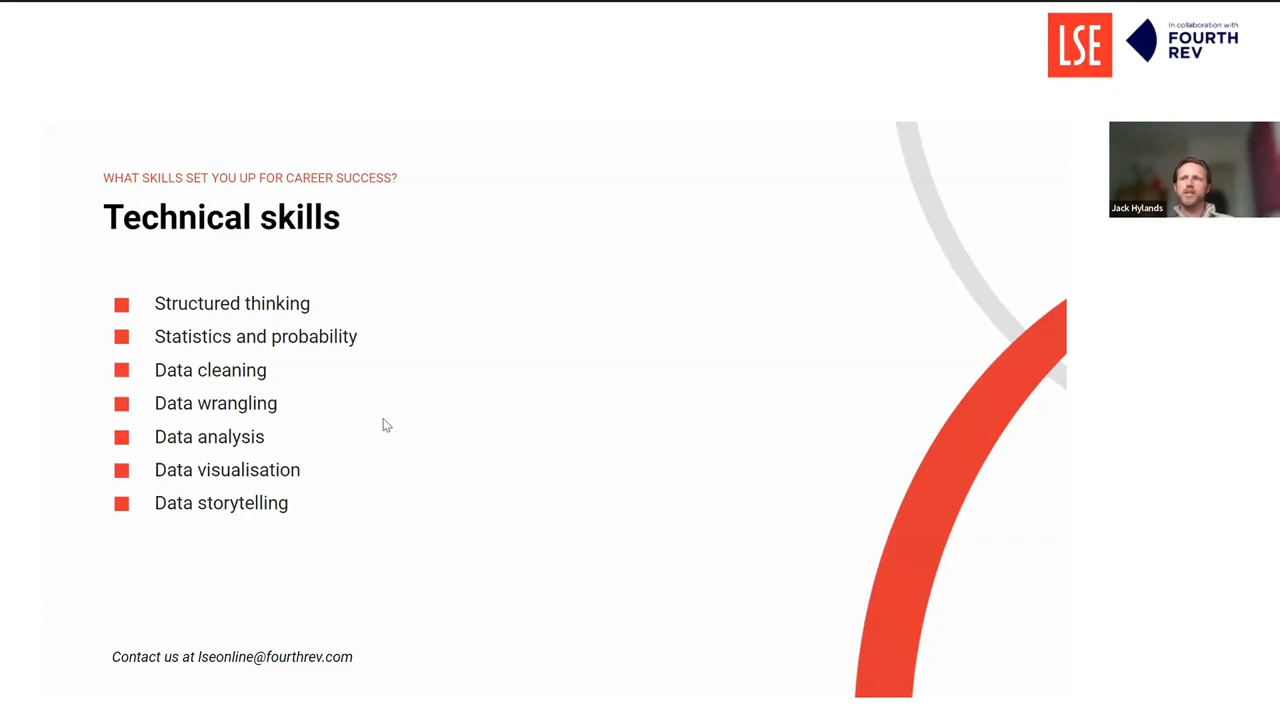 LSE
In collaboration with
FOURTH
REV
WHAT SKILLS SET YOU UP FOR CAREER SUCCESS?
Technical skills
Structured thinking
Statistics and probability
Data cleaning
Data wrangling
Data analysis
Data visualisation
Data storytelling
Jack Hylands
Contact us at lseonline@fourthrev.com